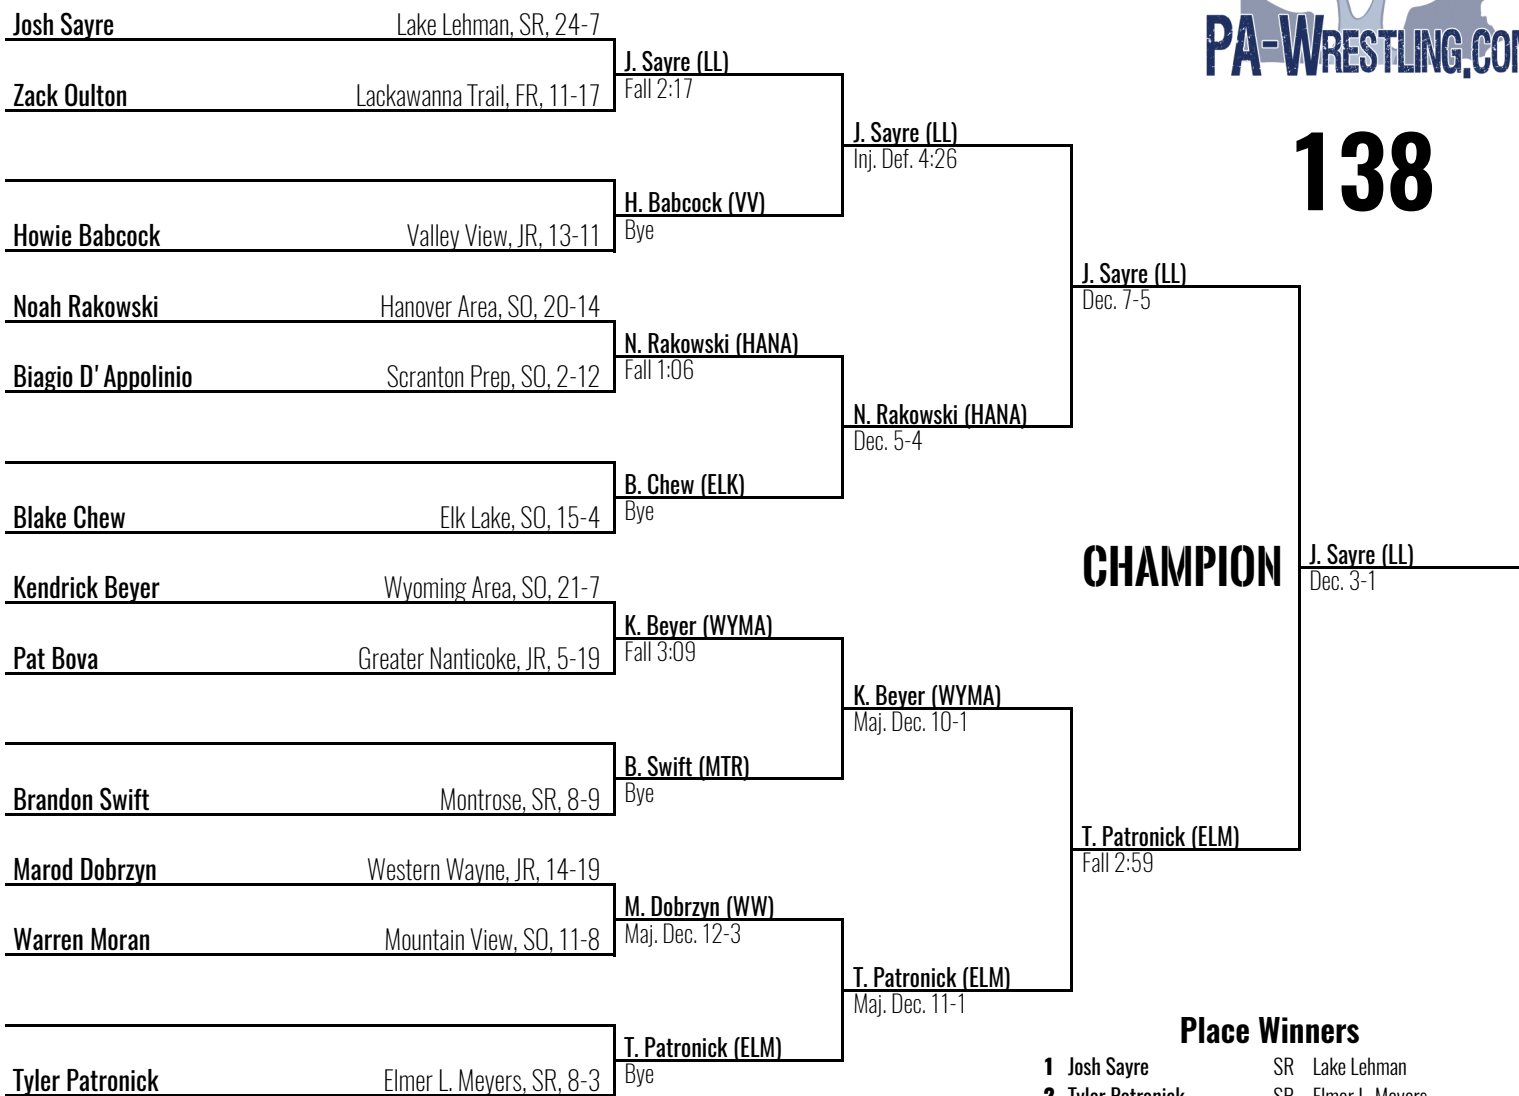 Josh Sayre Lake Lehman, SR, 24-7
J. Sayre (LL)
Fall 2:17
Zack Oulton Lackawanna Trail, FR, 11-17
J. Sayre (LL)
Inj. Def. 4:26
H. Babcock (VV)
Bye
Howie Babcock Valley View, JR, 13-11
J. Sayre (LL)
Dec. 7-5
Noah Rakowski Hanover Area, SO, 20-14
N. Rakowski (HANA)
Fall 1:06
Biagio D'Appolinio Scranton Prep, SO, 2-12
N. Rakowski (HANA)
Dec. 5-4
B. Chew (ELK)
Bye
Blake Chew Elk Lake, SO, 15-4
PA-WRESTLING.CO
138
CHAMPION
J. Sayre (LL)
Dec. 3-1
Kendrick Beyer Wyoming Area, SO, 21-7
K. Beyer (WYMA)
Fall 3:09
Pat Bova Greater Nanticoke, JR, 5-19
K. Beyer (WYMA)
Maj. Dec. 10-1
B. Swift (MTR)
Bye
Brandon Swift Montrose, SR, 8-9
T. Patronick (ELM)
Fall 2:59
Marod Dobrzyn Western Wayne, JR, 14-19
M. Dobrzyn (WW)
Maj. Dec. 12-3
Warren Moran Mountain View, SO, 11-8
T. Patronick (ELM)
Maj. Dec. 11-1
T. Patronick (ELM)
Bye
Tyler Patronick Elmer L. Meyers, SR, 8-3
Place Winners
1 Josh Sayre SR Lake Lehman
2 Tyler Patronick SR Elmer L. Meyers